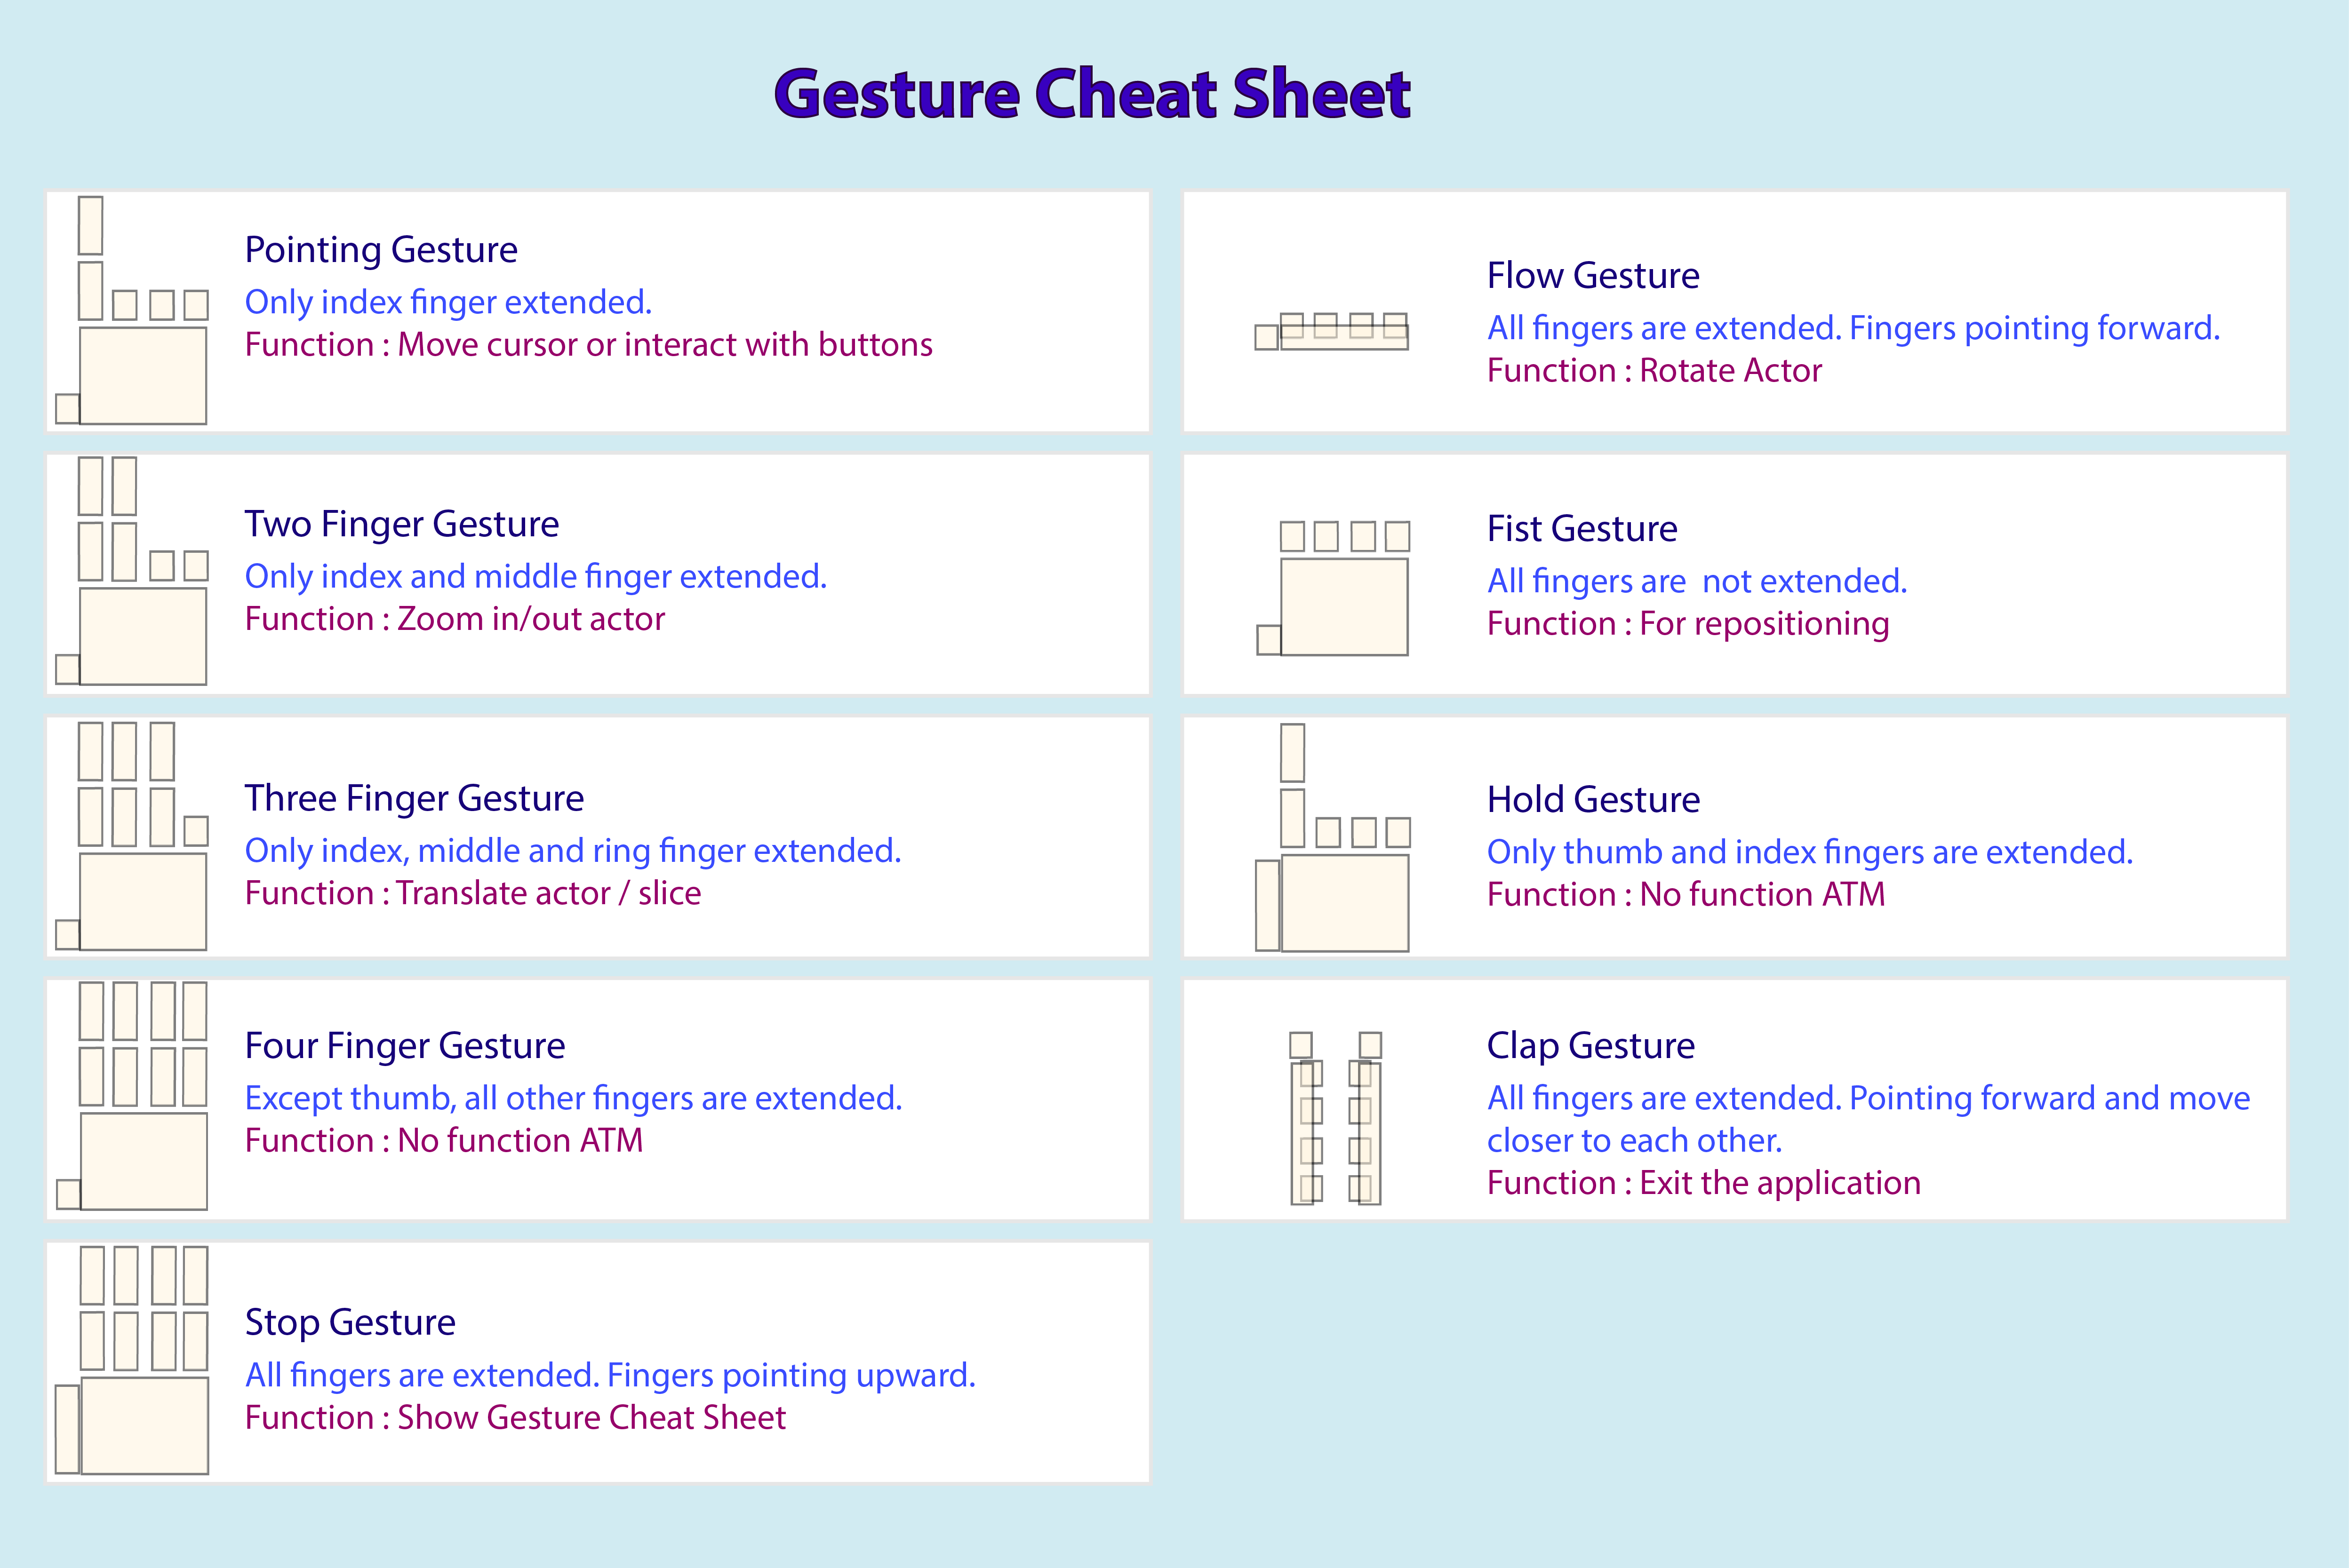 Gesture Cheat Sheet
Pointing Gesture
Only index finger extended.
Function : Move cursor or interact with buttons
Two Finger Gesture
Only index and middle finger extended.
Function : Zoom in/out actor
Three Finger Gesture
Only index, middle and ring finger extended.
Function : Translate actor / slice
Four Finger Gesture
Except thumb, all other fingers are extended.
Function : No function ATM
Stop Gesture
All fingers are extended. Fingers pointing upward.
Function : Show Gesture Cheat Sheet
Flow Gesture
All fingers are extended. Fingers pointing forward.
Function : Rotate Actor
Fist Gesture
All fingers are  not extended.
Function : For repositioning
Hold Gesture
Only thumb and index fingers are extended.
Function : No function ATM
Clap Gesture
All fingers are extended. Pointing forward and move
closer to each other.
Function : Exit the application